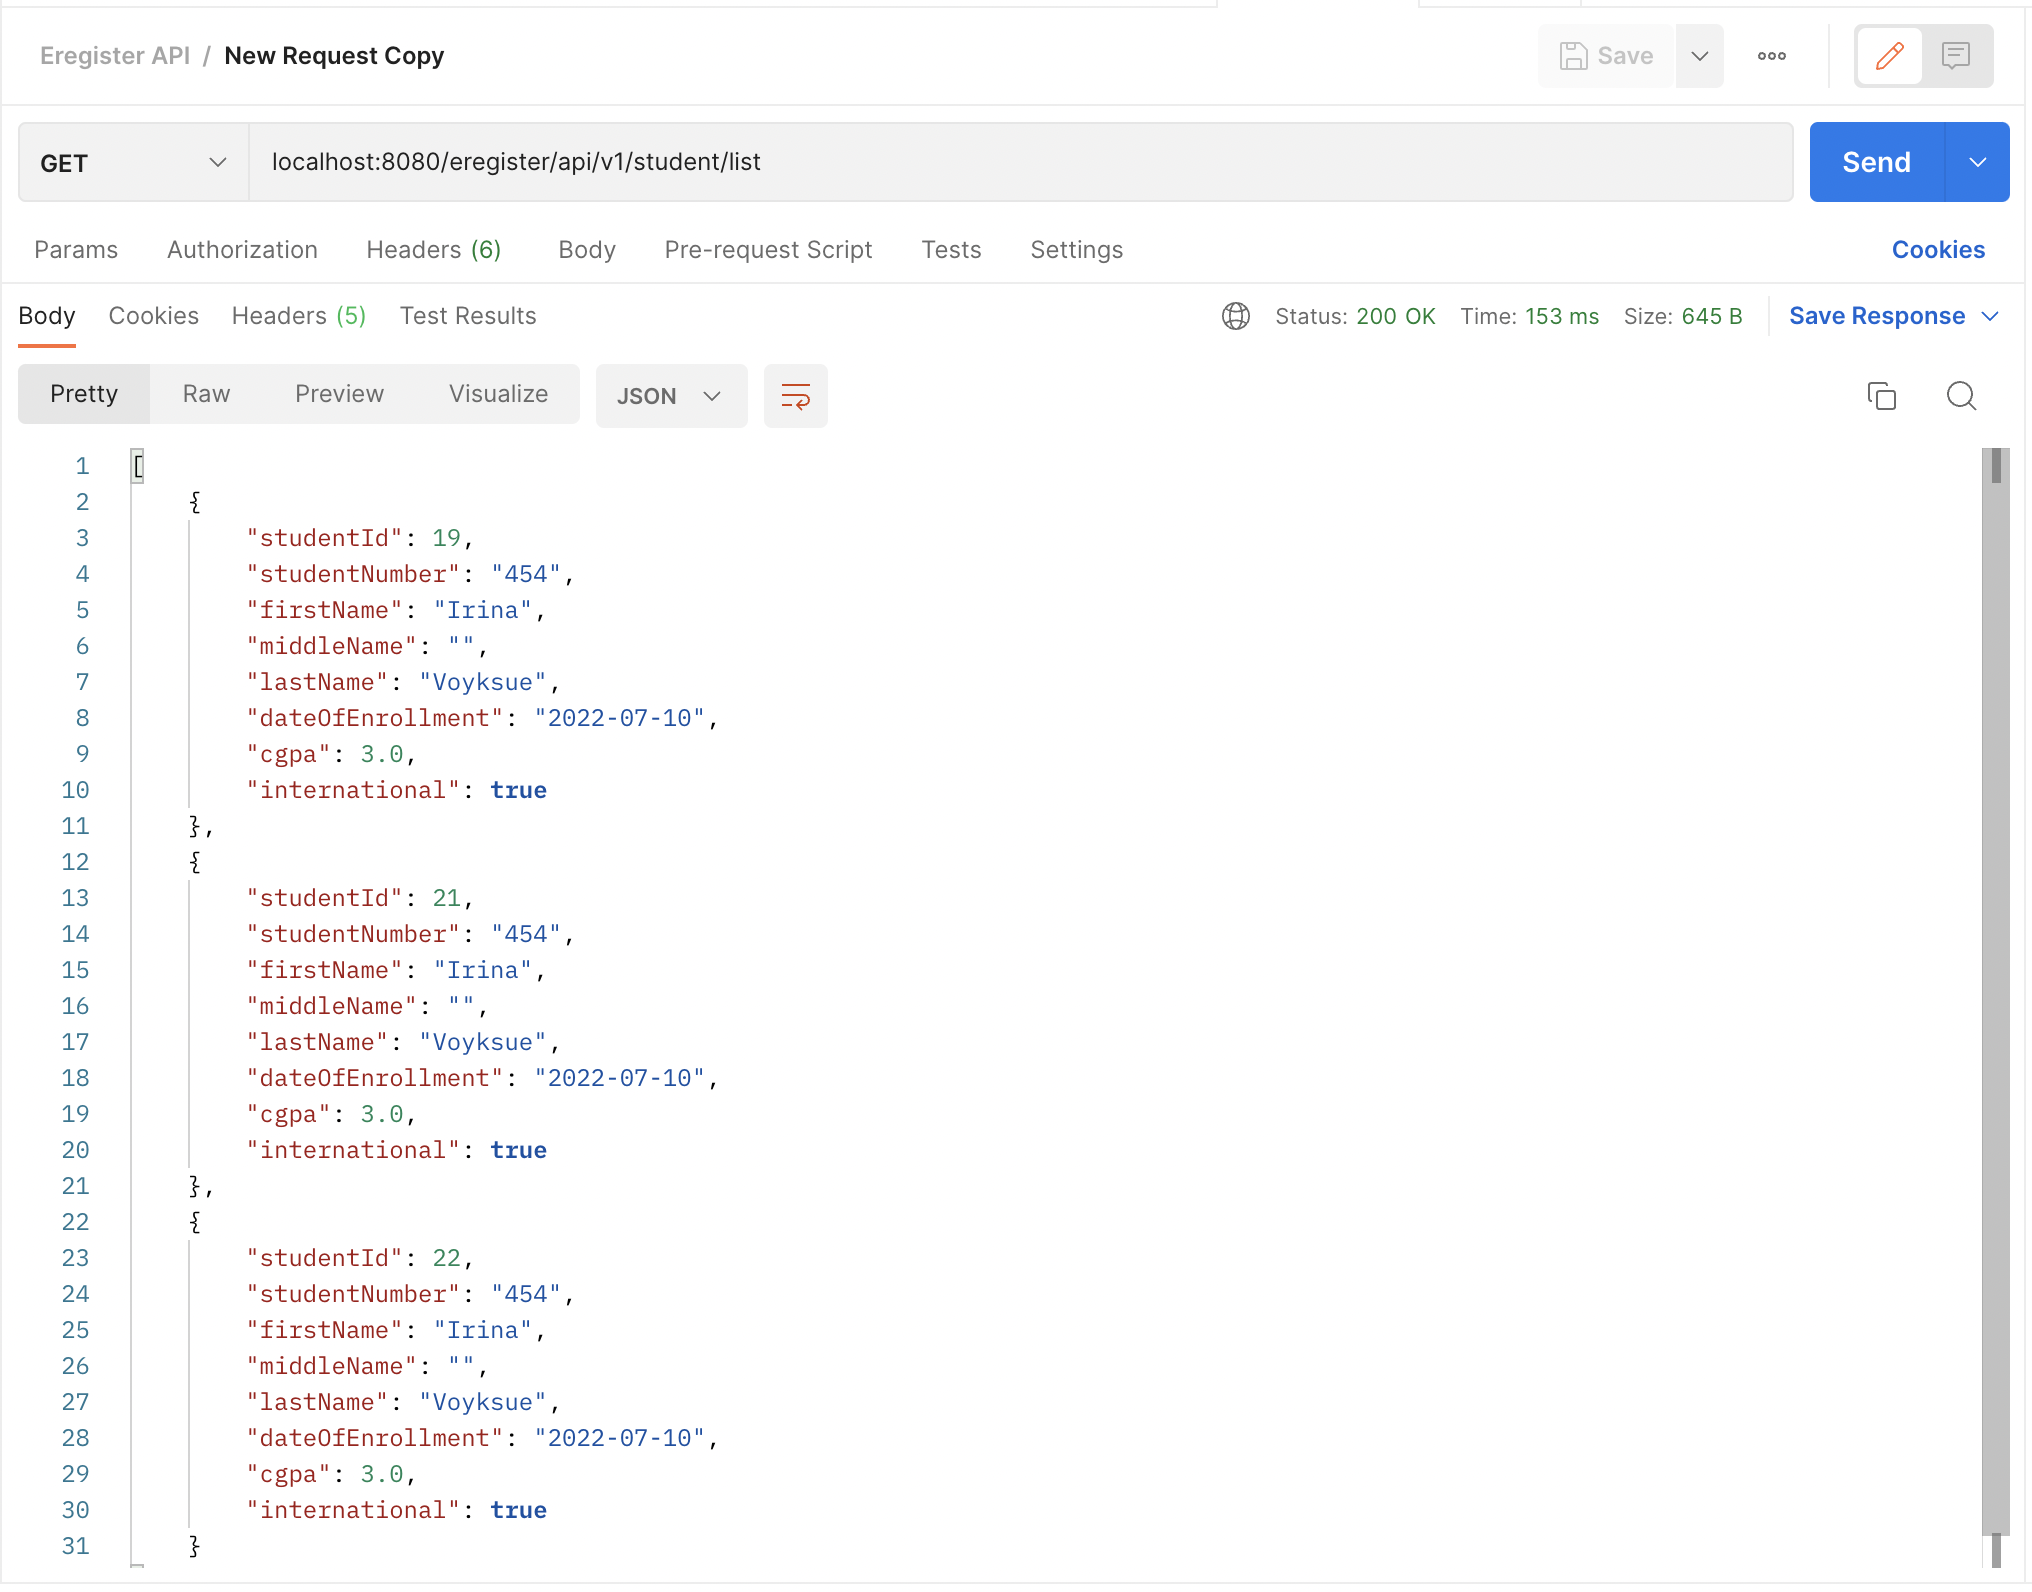 Eregister API / New Request Copy
Save
GET
localhost:8080/eregister/api/v1/student/list
Send
Params Authorization Headers (6) Body Pre-request Script Tests Settings Cookies
Body Cookies Headers (5) Test Results Status: 200 OK Time: 153 ms Size: 645 B Save Response
Pretty Raw Preview Visualize JSON
1 [
2 {
3 "studentId": 19,
4 "studentNumber": "454",
5 "firstName": "Irina",
6 "middleName": "",
7 "lastName": "Voyksue",
8 "dateOfEnrollment": "2022-07-10",
9 "cgpa": 3.0,
10 "international": true
11 },
12 {
13 "studentId": 21,
14 "studentNumber": "454",
15 "firstName": "Irina",
16 "middleName": "",
17 "lastName": "Voyksue",
18 "dateOfEnrollment": "2022-07-10",
19 "cgpa": 3.0,
20 "international": true
21 },
22 {
23 "studentId": 22,
24 "studentNumber": "454",
25 "firstName": "Irina",
26 "middleName": "",
27 "lastName": "Voyksue",
28 "dateOfEnrollment": "2022-07-10",
29 "cgpa": 3.0,
30 "international": true
31 }